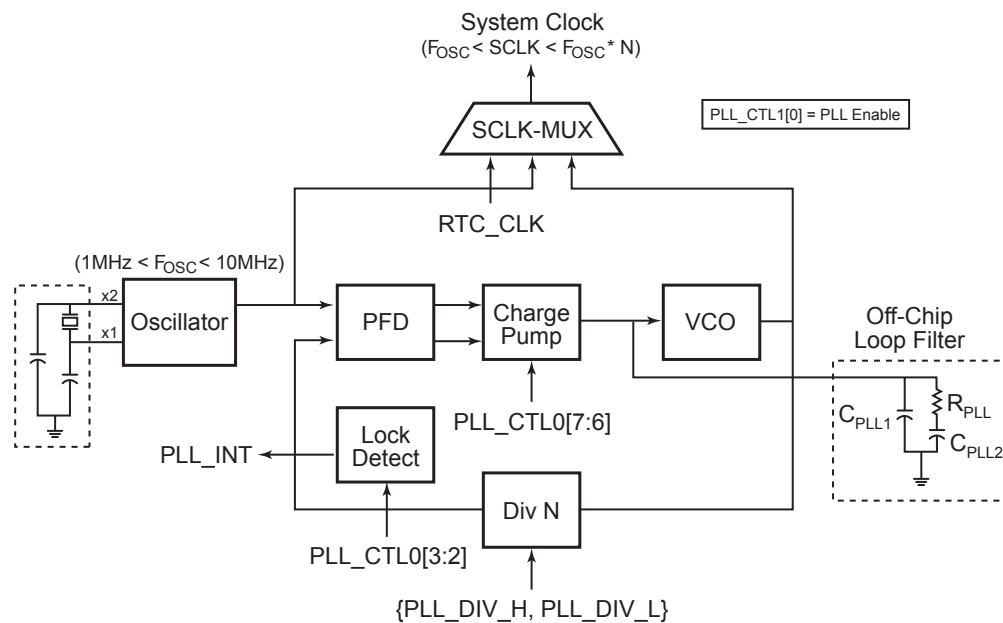 System Clock
(FOSC < SCLK < FOSC * N)
PLL_CTL1[0] = PLL Enable
SCLK-MUX
RTC_CLK
(1MHz < FOSC < 10MHz)
x2
x1
Oscillator
PFD
Charge
Pump
VCO
Off-Chip
Loop Filter
CPLL1
RPLL
CPLL2
PLL_CTL0[7:6]
PLL_INT
Lock
Detect
Div N
PLL_CTL0[3:2]
{PLL_DIV_H, PLL_DIV_L}